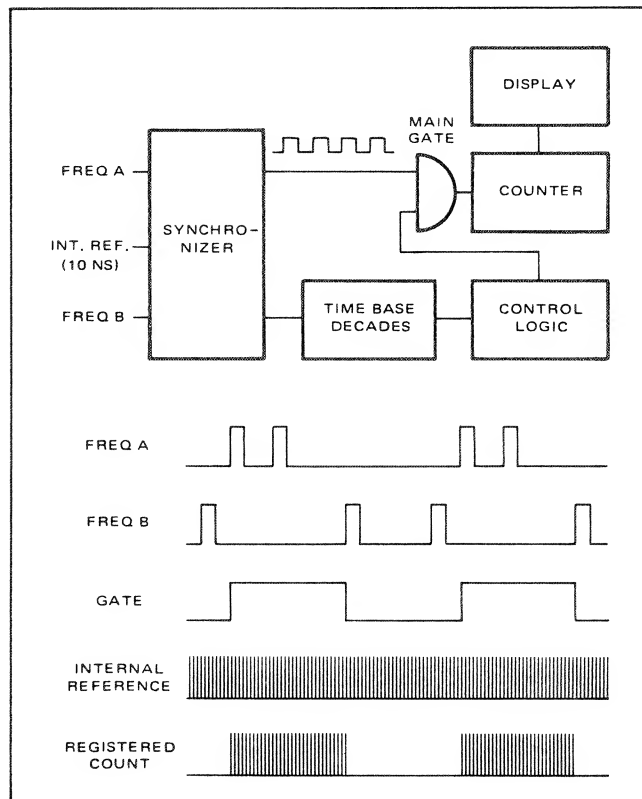 DISPLAY
MAIN
GATE
FREQ A
COUNTER
SYNCHRO-
NIZER
INT. REF.
(10 NS)
FREQ B
TIME BASE
DECADES
CONTROL
LOGIC
FREQ A
FREQ B
GATE
INTERNAL
REFERENCE
REGISTERED
COUNT